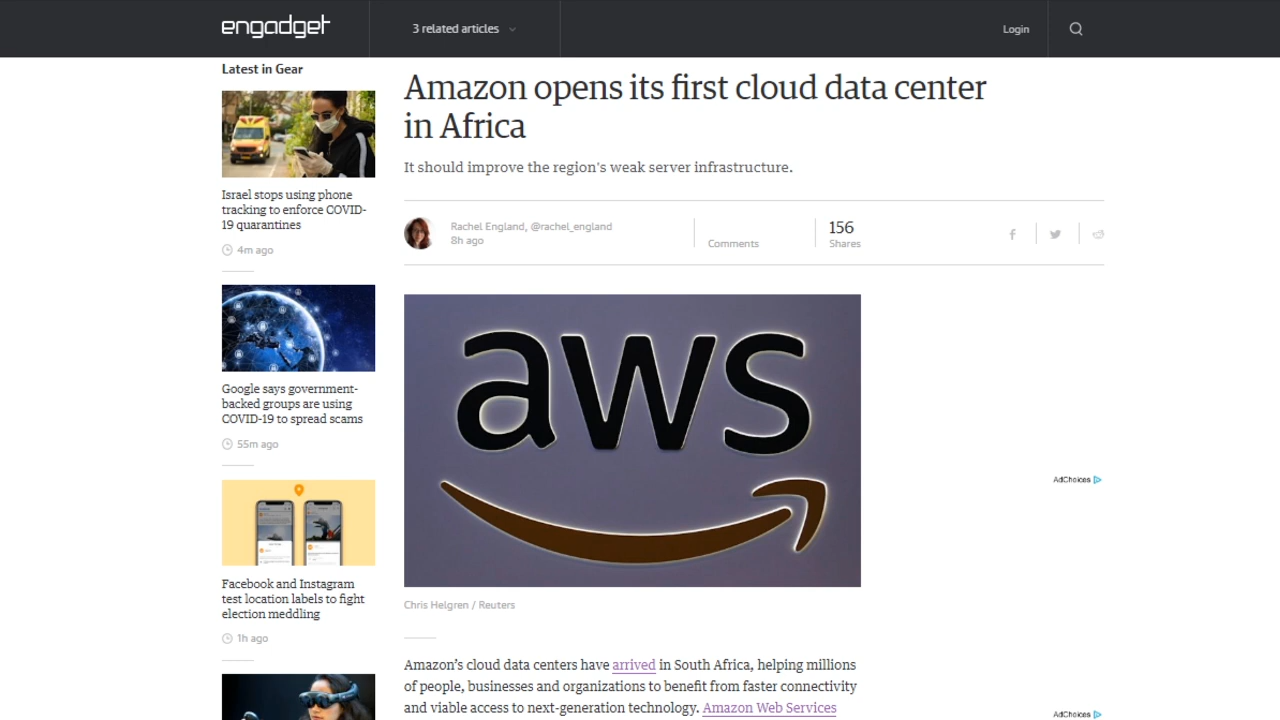 engadget
3 related articles
Login
Latest in Gear
Israel stops using phone
tracking to enforce COVID-
19 quarantines
4m ago
Google says government-
backed groups are using
COVID-19 to spread scams
55m ago
Facebook and Instagram
test location labels to fight
election meddling
1h ago
Amazon opens its first cloud data center
in Africa
It should improve the region's weak server infrastructure.
Rachel England, @rachel_england
8h ago
Comments
156
Shares
aws
Chris Helgren / Reuters
Amazon's cloud data centers have arrived in South Africa, helping millions
of people, businesses and organizations to benefit from faster connectivity
and viable access to next-generation technology. Amazon Web Services
AdChoices
AdChoices